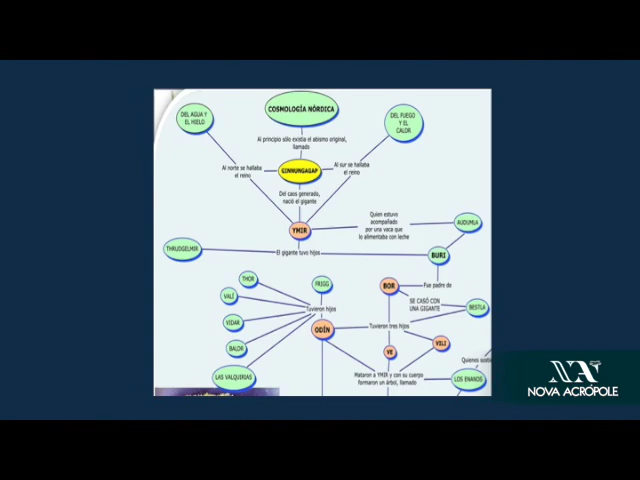 COSMOLOGÍA NÓRDICA
DEL AGUA Y
EL HIELO
DEL FUEGO
Y EL
CALOR
Al principio sólo existía el abismo original,
llamado
Al norte se hallaba
el reino
GINNUNGAGAP
Al sur se hallaba
el reino
Del caos generado,
nació el gigante
YMIR
Quien estuvo
acompañado
por una vaca que
lo alimentaba con leche
AUDUMLA
THRUDGELMIR
El gigante tuvo hijos
BURI
THOR
FRIGG
BOR
Fue padre de
VALÍ
SE CASÓ CON
UNA GIGANTE
BESTLA
Tuvieron hijos
VIDAR
ODÍN
Tuvieron tres hijos
BALDR
VE
VILI
LAS VALQUIRIAS
Mataron a YMIR y con su cuerpo
formaron un árbol, llamado
LOS ENANOS
NOVA ACRÓPOLE